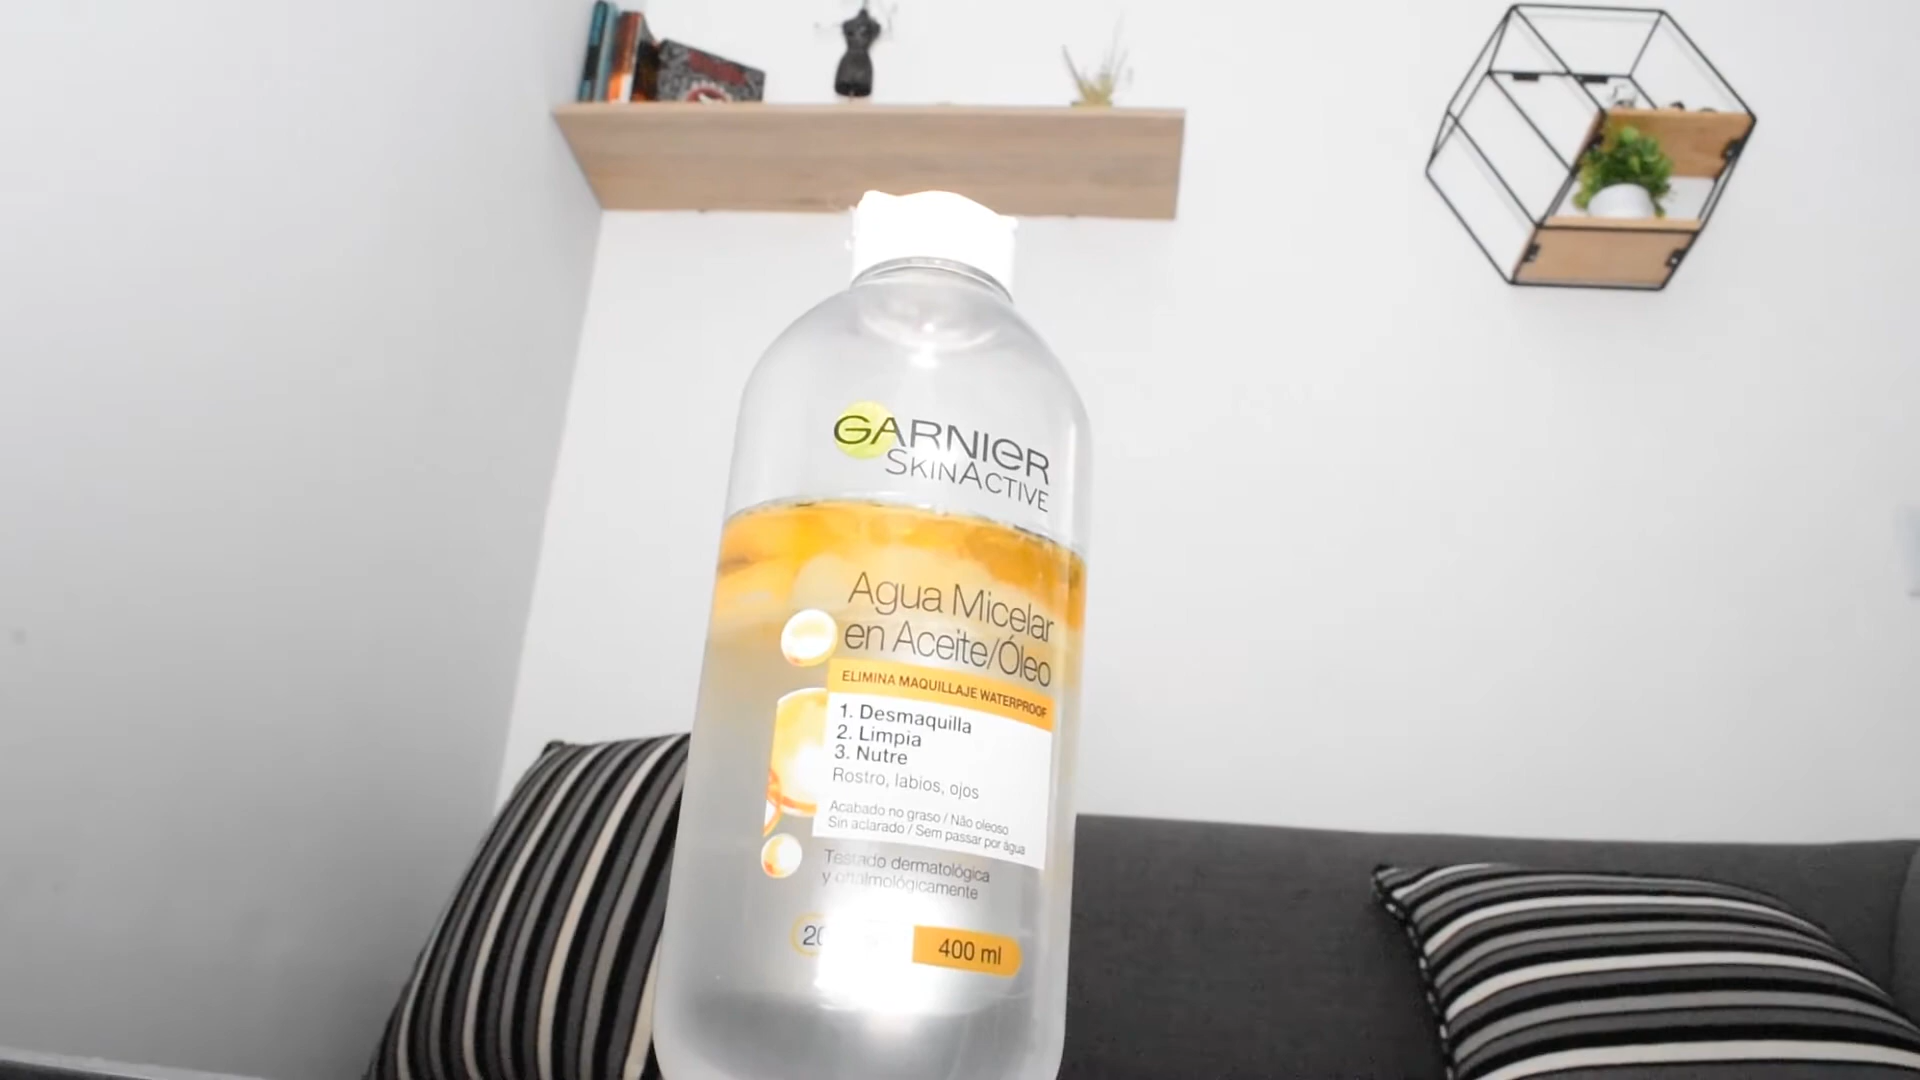 GARNIER
SKINACTIVE
Agua Micelar
en Aceite/Óleo
ELIMINA MAQUILLAJE WATERPROOF
1. Desmaquilla
2. Limpia
3. Nutre
Rostro, labios, ojos
Acabado no graso / Não oleoso
Sin aclarado / Sem passar por água
Testado dermatológica
y oftalmológicamente
400 ml